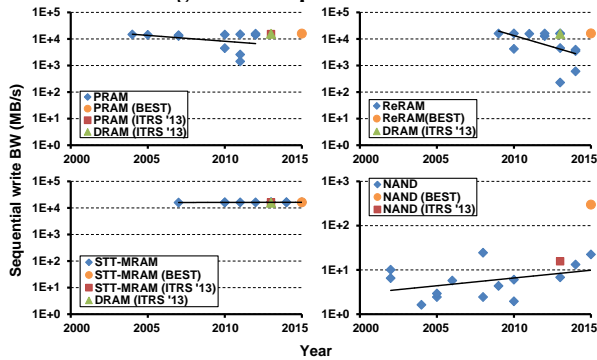 1E+5
1E+4
1E+3
1E+2
1E+1
1E+0
PRAM
PRAM (BEST)
PRAM (ITRS '13)
DRAM (ITRS '13)
2000 2005 2010 2015
1E+5
1E+4
1E+3
1E+2
1E+1
1E+0
ReRAM
ReRAM(BEST)
DRAM (ITRS '13)
2000 2005 2010 2015
Sequential write BW (MB/s)
1E+5
1E+4
1E+3
1E+2
1E+1
1E+0
STT-MRAM
STT-MRAM (BEST)
STT-MRAM (ITRS '13)
DRAM (ITRS '13)
2000 2005 2010 2015
1E+3
1E+2
1E+1
1E+0
NAND
NAND (BEST)
NAND (ITRS '13)
2000 2005 2010 2015
Year